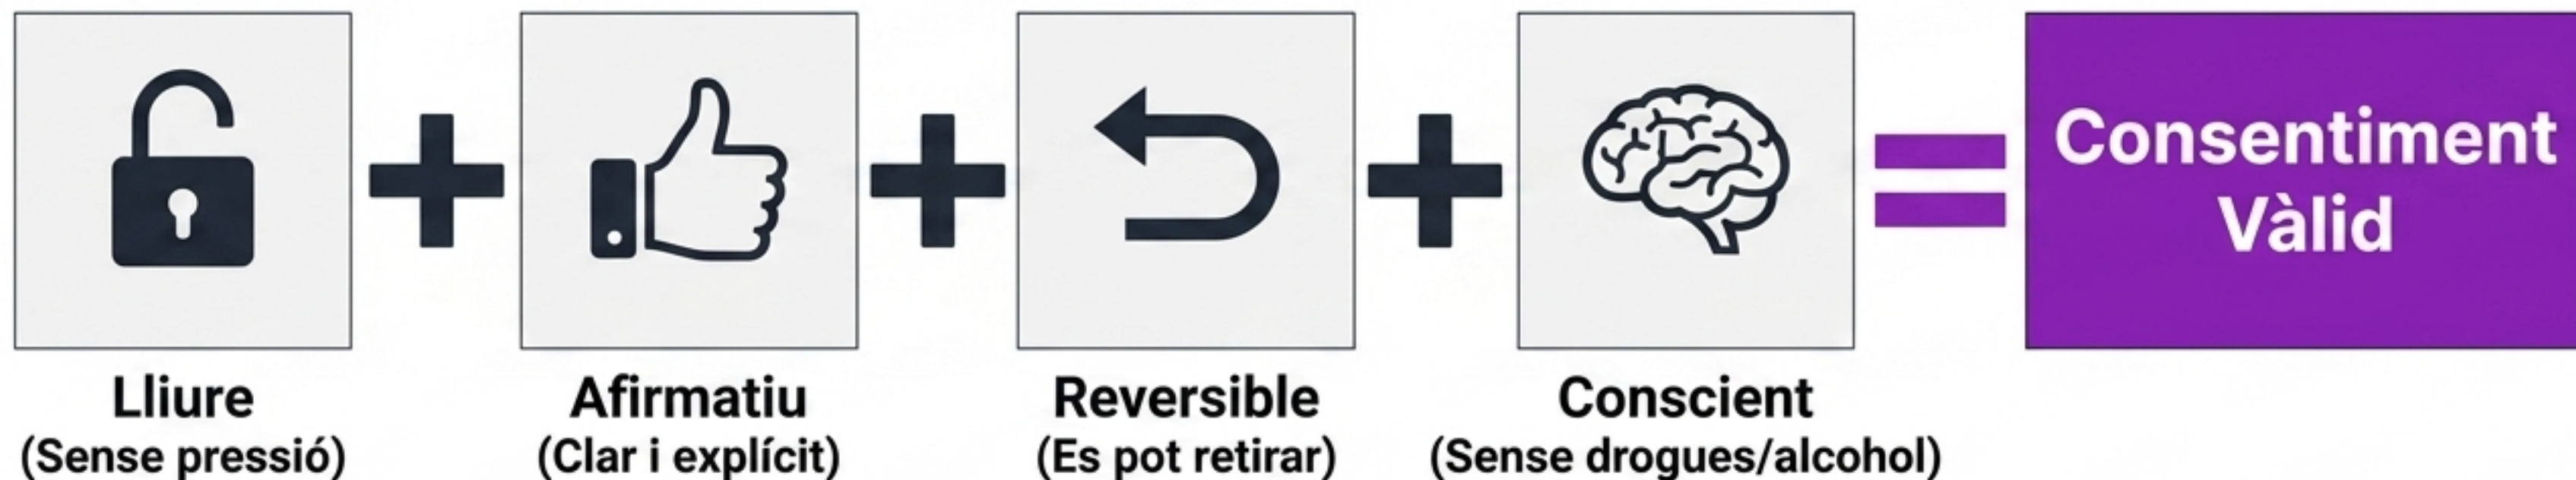 Lliure
(Sense pressió)
Afirmatiu
(Clar i explícit)
Reversible
(Es pot retirar)
Conscient
(Sense drogues/alcohol)
Consentiment
Vàlid